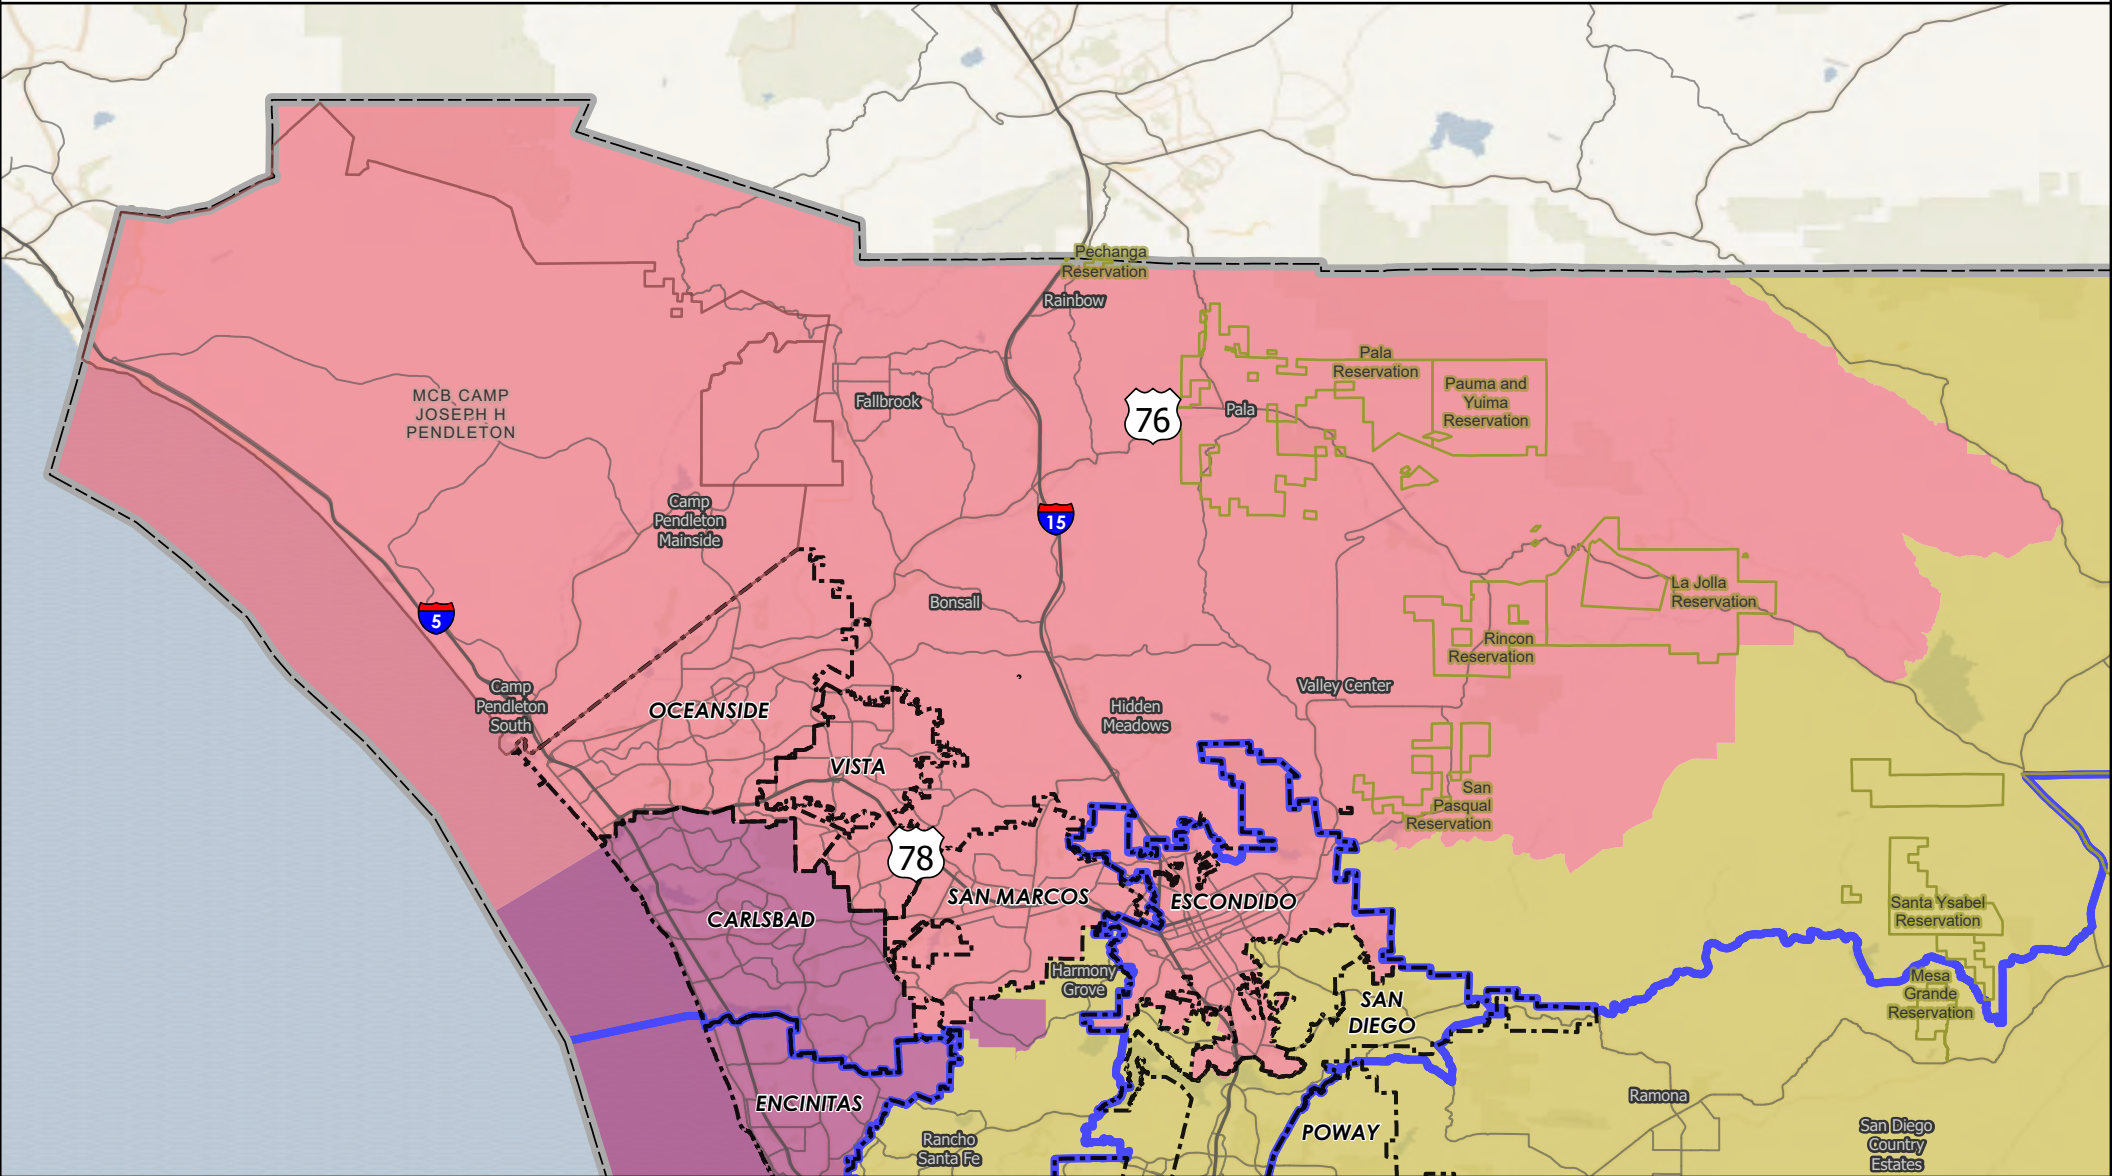 Pechanga
Reservation
Rainbow
Pala
Reservation
Pauma and
Yuima
Reservation
MCB CAMP
JOSEPH H
PENDLETON
Fallbrook
76
Pala
Camp
Pendleton
Mainside
15
5
Bonsall
La Jolla
Reservation
Rincon
Reservation
Camp
Pendleton
South
OCEANSIDE
Hidden
Meadows
Valley Center
VISTA
San
Pasqual
Reservation
78
SAN MARCOS
ESCONDIDO
CARLSBAD
Santa Ysabel
Reservation
Harmony
Grove
SAN
DIEGO
Mesa
Grande
Reservation
ENCINITAS
Ramona
POWAY
Rancho
Santa Fe
San Diego
Country
Estates